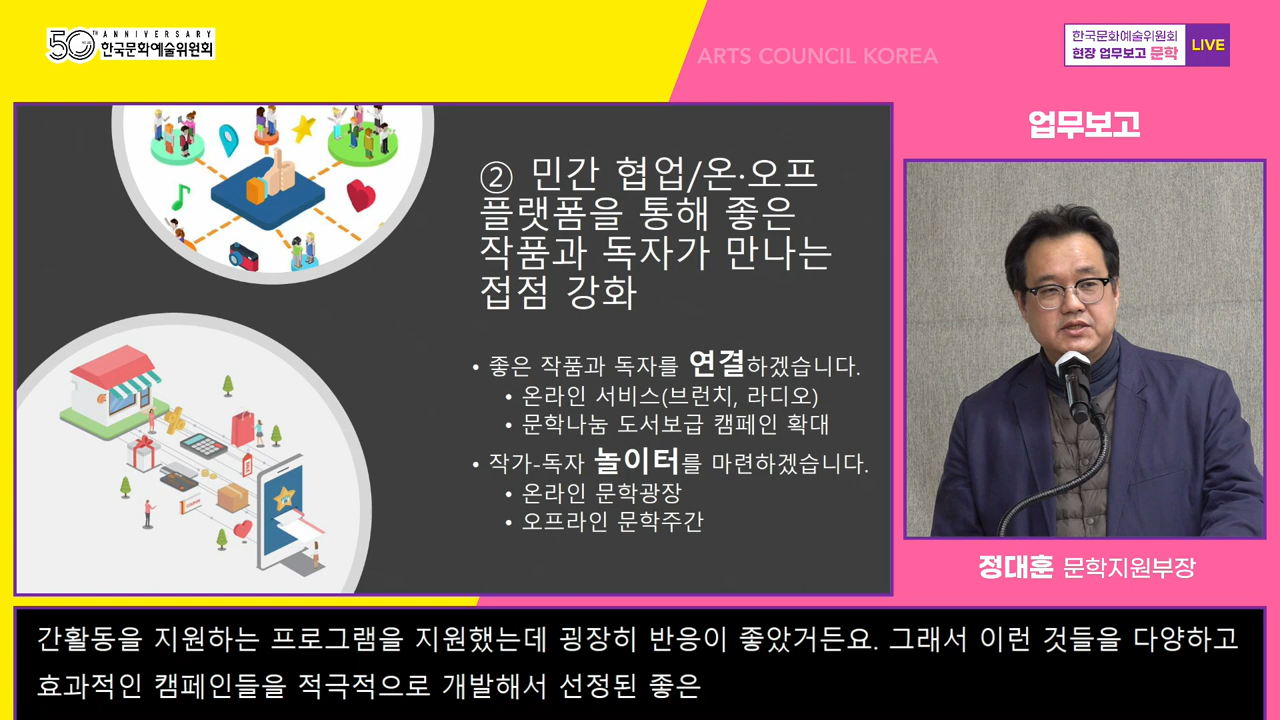 50TH ANNIVERSARY
한국문화예술위원회
ARTS COUNCIL KOREA
한국문화예술위원회
현장 업무보고 문학
LIVE
업무보고
② 민간 협업/온·오프
플랫폼을 통해 좋은
작품과 독자가 만나는
접점 강화
• 좋은 작품과 독자를 연결하겠습니다.
• 온라인 서비스(브런치, 라디오)
• 문학나눔 도서보급 캠페인 확대
• 작가-독자 놀이터를 마련하겠습니다.
• 온라인 문학광장
• 오프라인 문학주간
정대훈 문학지원부장
간활동을 지원하는 프로그램을 지원했는데 굉장히 반응이 좋았거든요. 그래서 이런 것들을 다양하고
효과적인 캠페인들을 적극적으로 개발해서 선정된 좋은